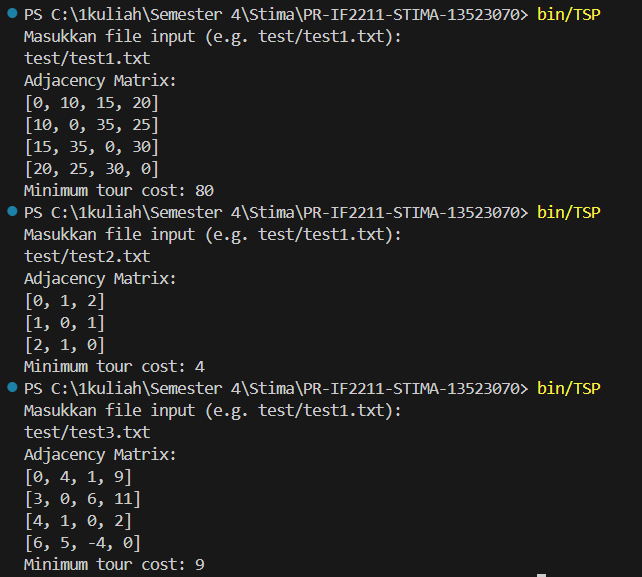 PS C:\1kuliah\Semester 4\Stima\PR-IF2211-STIMA-13523070> bin/TSP
Masukkan file input (e.g. test/test1.txt):
test/test1.txt
Adjacency Matrix:
[0, 10, 15, 20]
[10, 0, 35, 25]
[15, 35, 0, 30]
[20, 25, 30, 0]
Minimum tour cost: 80
PS C:\1kuliah\Semester 4\Stima\PR-IF2211-STIMA-13523070> bin/TSP
Masukkan file input (e.g. test/test1.txt):
test/test2.txt
Adjacency Matrix:
[0, 1, 2]
[1, 0, 1]
[2, 1, 0]
Minimum tour cost: 4
PS C:\1kuliah\Semester 4\Stima\PR-IF2211-STIMA-13523070> bin/TSP
Masukkan file input (e.g. test/test1.txt):
test/test3.txt
Adjacency Matrix:
[0, 4, 1, 9]
[3, 0, 6, 11]
[4, 1, 0, 2]
[6, 5, -4, 0]
Minimum tour cost: 9